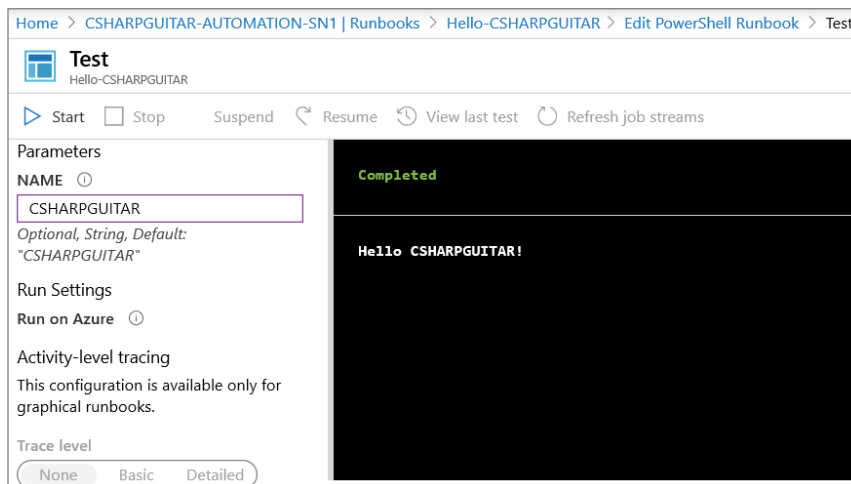 Home > CSHARPGUITAR-AUTOMATION-SN1 | Runbooks > Hello-CSHARPGUITAR > Edit PowerShell Runbook > Test
Test
Hello-CSHARPGUITAR
Start Stop Suspend Resume View last test Refresh job streams
Parameters
NAME
CSHARPGUITAR
Optional, String, Default:
"CSHARPGUITAR"
Run Settings
Run on Azure
Activity-level tracing
This configuration is available only for
graphical runbooks.
Trace level
None Basic Detailed
Completed
Hello CSHARPGUITAR!